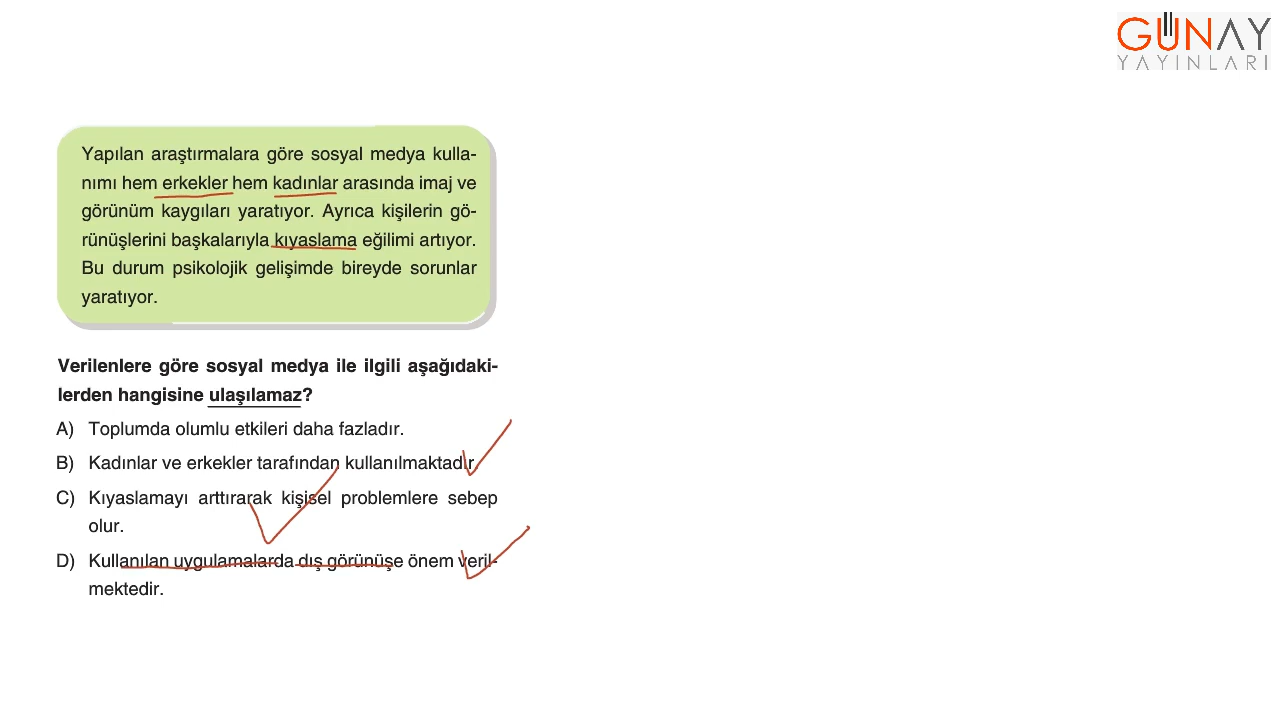 GÜNAY
YAYINLARI
Yapılan araştırmalara göre sosyal medya kulla-
nımı hem erkekler hem kadınlar arasında imaj ve
görünüm kaygıları yaratıyor. Ayrıca kişilerin gö-
rünüşlerini başkalarıyla kıyaslama eğilimi artıyor.
Bu durum psikolojik gelişimde bireyde sorunlar
yaratıyor.
Verilenlere göre sosyal medya ile ilgili aşağıdaki-
lerden hangisine ulaşılamaz?
A) Toplumda olumlu etkileri daha fazladır.
B) Kadınlar ve erkekler tarafından kullanılmaktadır.
C) Kıyaslamayı arttırarak kişisel problemlere sebep
olur.
D) Kullanılan uygulamalarda dış görünüşe önem veril-
mektedir.